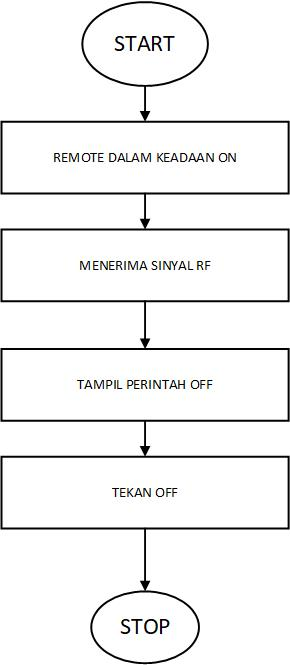 START
REMOTE DALAM KEADAAN ON
MENERIMA SINYAL RF
TAMPIL PERINTAH OFF
TEKAN OFF
STOP